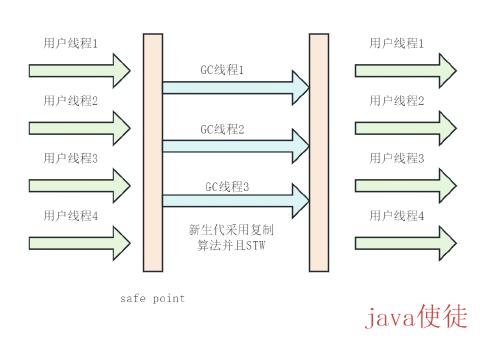 用户线程1
GC线程1
用户线程1
用户线程2
GC线程2
用户线程2
用户线程3
GC线程3
用户线程3
用户线程4
新生代采用复制
算法并且STW
用户线程4
safe point
java使徒